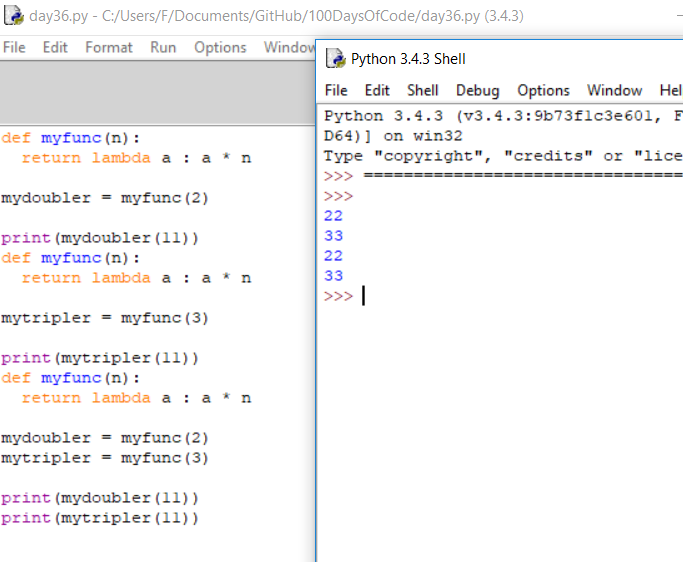 day36.py - C:/Users/F/Documents/GitHub/100DaysOfCode/day36.py (3.4.3)
File Edit Format Run Options Window
def myfunc(n):
  return lambda a : a * n

mydoubler = myfunc(2)

print(mydoubler(11))
def myfunc(n):
  return lambda a : a * n

mytripler = myfunc(3)

print(mytripler(11))
def myfunc(n):
  return lambda a : a * n

mydoubler = myfunc(2)
mytripler = myfunc(3)

print(mydoubler(11))
print(mytripler(11))
Python 3.4.3 Shell
File Edit Shell Debug Options Window Hel
Python 3.4.3 (v3.4.3:9b73f1c3e601, F
D64)] on win32
Type "copyright", "credits" or "lice
>>> ================================
>>>
22
33
22
33
>>>